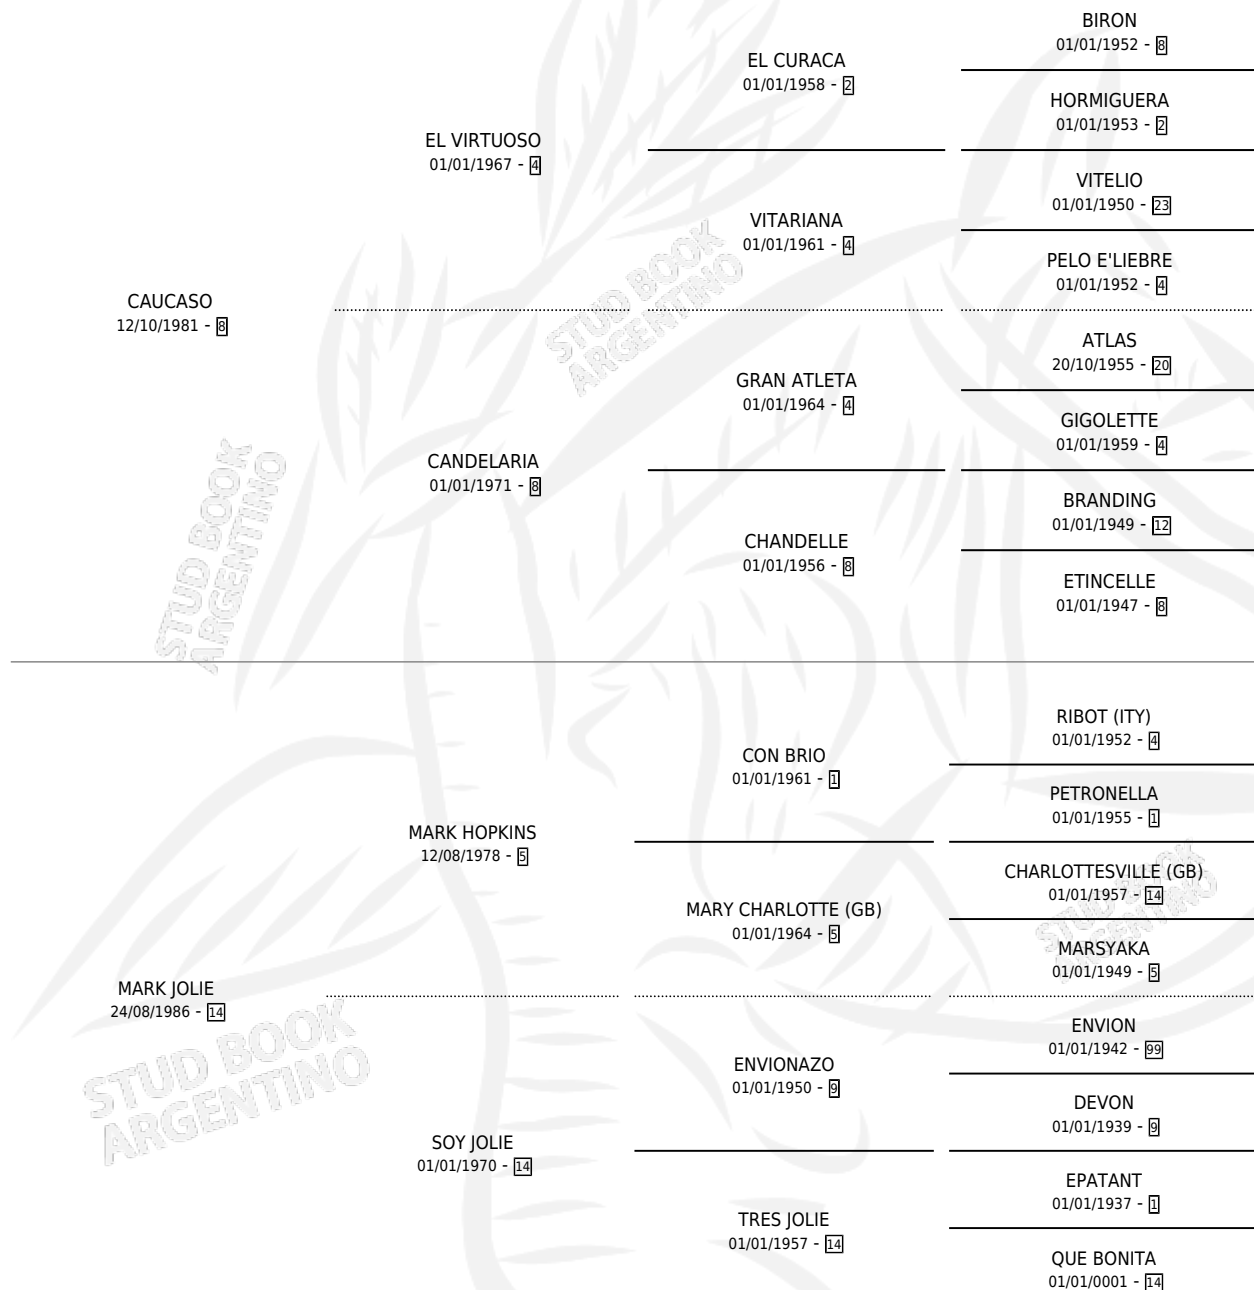 BIRON
01/01/1952 - 8
EL CURACA
01/01/1958 - 2
HORMIGUERA
01/01/1953 - 2
EL VIRTUOSO
01/01/1967 - 4
VITELIO
01/01/1950 - 23
VITARIANA
01/01/1961 - 4
PELO E'LIEBRE
01/01/1952 - 4
CAUCASO
12/10/1981 - 8
STUD BOOK
ARGENTINO
ATLAS
20/10/1955 - 20
GRAN ATLETA
01/01/1964 - 4
GIGOLETTE
01/01/1959 - 4
CANDELARIA
01/01/1971 - 8
BRANDING
01/01/1949 - 12
CHANDELLE
01/01/1956 - 8
ETINCELLE
01/01/1947 - 8
STUD BOOK
ARGENTINO
RIBOT (ITY)
01/01/1952 - 4
CON BRIO
01/01/1961 - 1
PETRONELLA
01/01/1955 - 1
MARK HOPKINS
12/08/1978 - 5
CHARLOTTESVILLE (GB)
01/01/1957 - 14
MARY CHARLOTTE (GB)
01/01/1964 - 5
STUD BOOK
ARGENTINO
MARSYAKA
01/01/1949 - 5
MARK JOLIE
24/08/1986 - 14
STUD BOOK
ARGENTINO
ENVION
01/01/1942 - 99
ENVIONAZO
01/01/1950 - 9
DEVON
01/01/1939 - 9
SOY JOLIE
01/01/1970 - 14
EPATANT
01/01/1937 - 1
TRES JOLIE
01/01/1957 - 14
QUE BONITA
01/01/0001 - 14